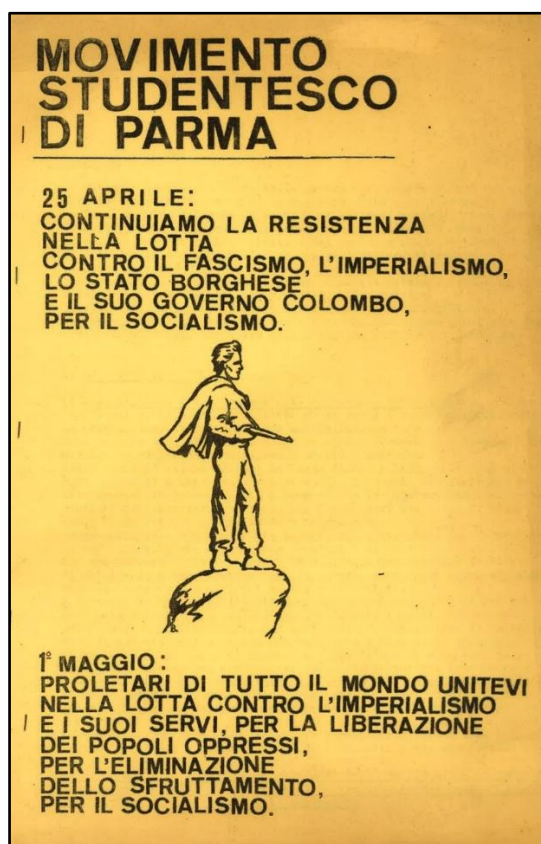 MOVIMENTO
STUDENTESCO
DI PARMA
25 APRILE:
CONTINUIAMO LA RESISTENZA
NELLA LOTTA
CONTRO IL FASCISMO, L'IMPERIALISMO,
LO STATO BORGHESE
E IL SUO GOVERNO COLOMBO,
PER IL SOCIALISMO.
1° MAGGIO:
PROLETARI DI TUTTO IL MONDO UNITEVI
NELLA LOTTA CONTRO L'IMPERIALISMO
E I SUOI SERVI, PER LA LIBERAZIONE
DEI POPOLI OPPRESSI,
PER L'ELIMINAZIONE
DELLO SFRUTTAMENTO,
PER IL SOCIALISMO.